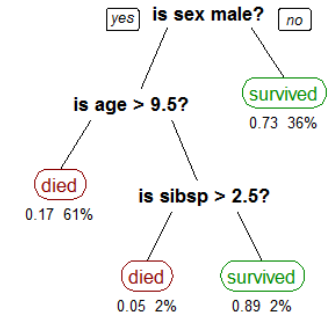 yes is sex male? no
survived
is age > 9.5?
0.73 36%
died
is sibsp > 2.5?
0.17 61%
died survived
0.05 2% 0.89 2%